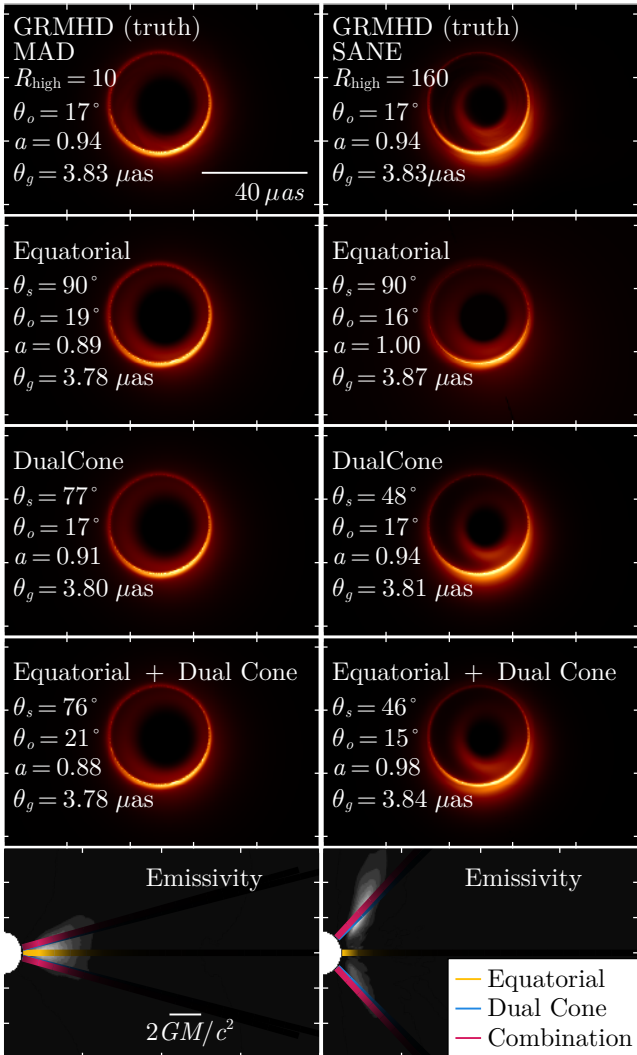 GRMHD (truth)
MAD
R_high = 10
θ_o = 17°
a = 0.94
θ_g = 3.83 μas
40 μas
GRMHD (truth)
SANE
R_high = 160
θ_o = 17°
a = 0.94
θ_g = 3.83μas
Equatorial
θ_s = 90°
θ_o = 19°
a = 0.89
θ_g = 3.78 μas
Equatorial
θ_s = 90°
θ_o = 16°
a = 1.00
θ_g = 3.87 μas
DualCone
θ_s = 77°
θ_o = 17°
a = 0.91
θ_g = 3.80 μas
DualCone
θ_s = 48°
θ_o = 17°
a = 0.94
θ_g = 3.81 μas
Equatorial + Dual Cone
θ_s = 76°
θ_o = 21°
a = 0.88
θ_g = 3.78 μas
Equatorial + Dual Cone
θ_s = 46°
θ_o = 15°
a = 0.98
θ_g = 3.84 μas
Emissivity
2GM/c²
Emissivity
Equatorial
Dual Cone
Combination